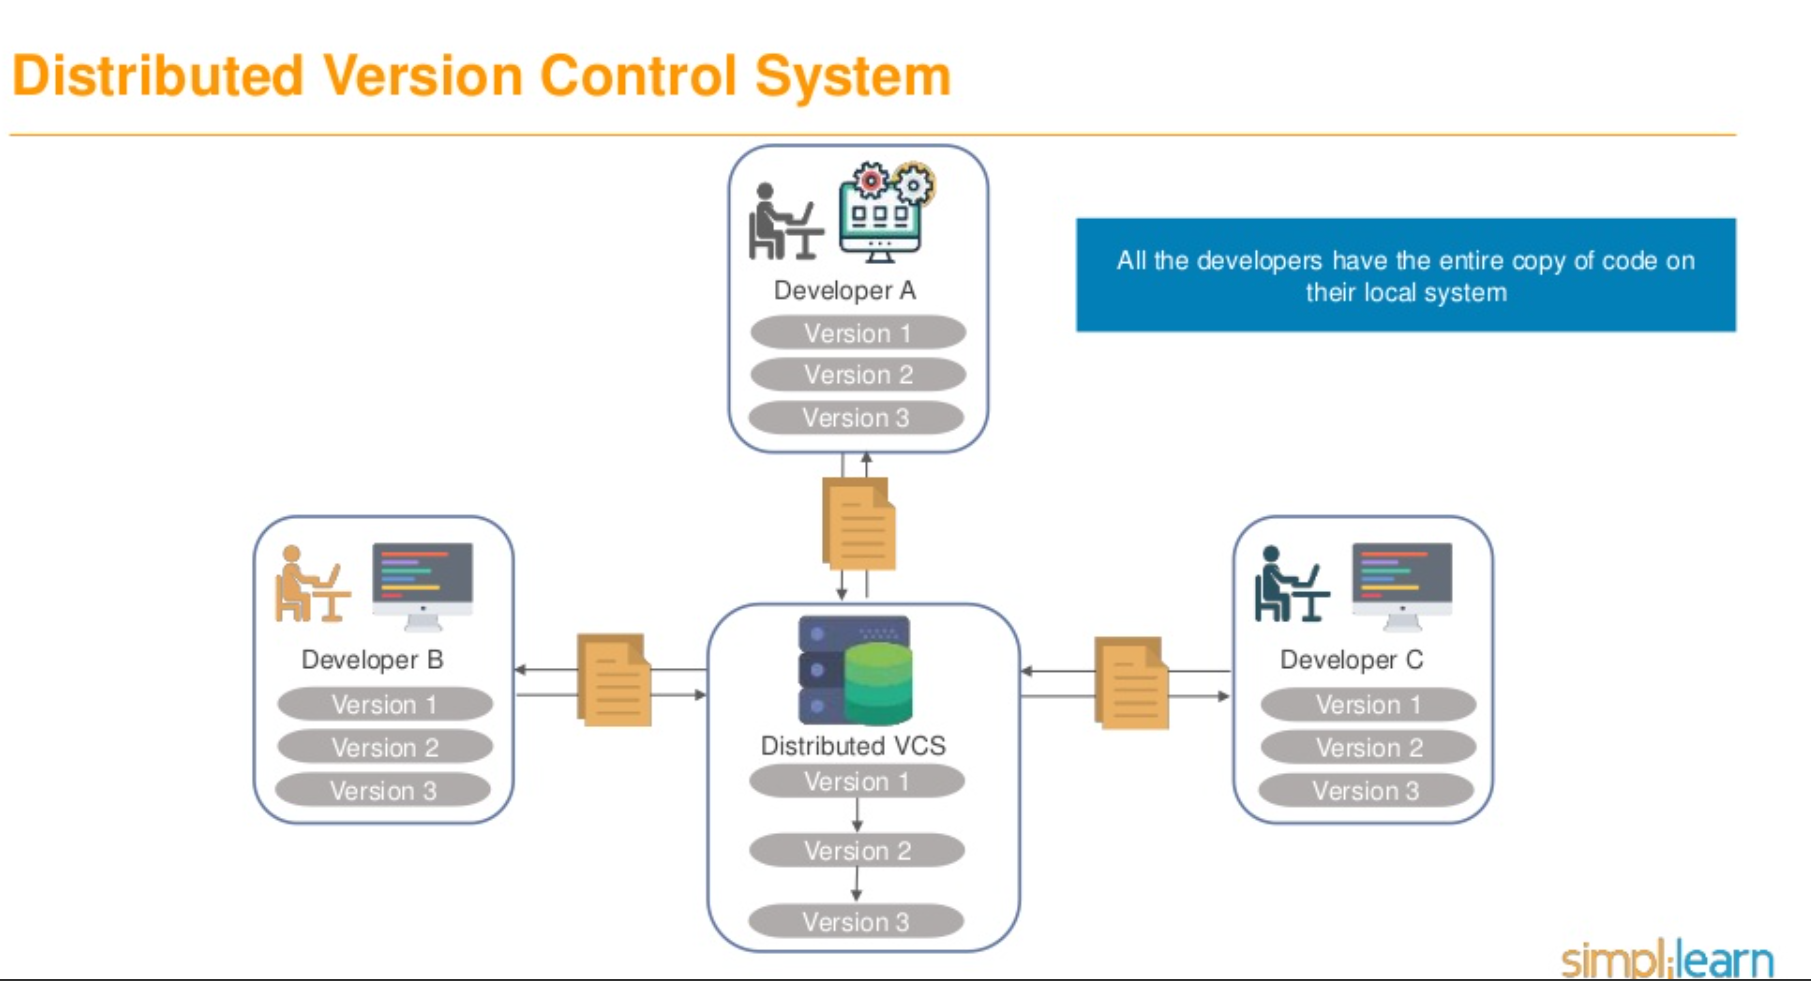 Distributed Version Control System
Developer A
Version 1
Version 2
Version 3
All the developers have the entire copy of code on
their local system
Developer B
Version 1
Version 2
Version 3
Distributed VCS
Version 1
Version 2
Version 3
Developer C
Version 1
Version 2
Version 3
simplilearn